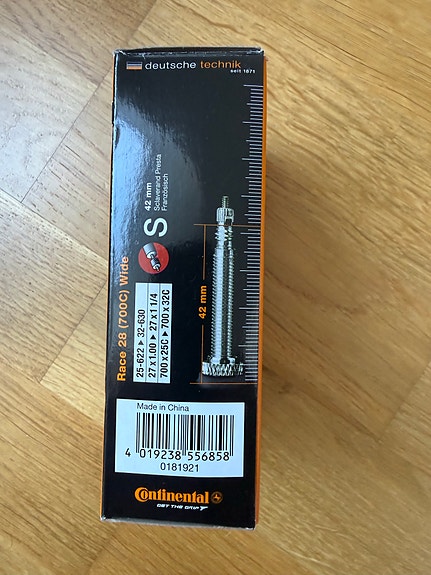 deutsche technik
seit 1871
S
42 mm
Sclaverand Presta
Französisch
Race 28 (700C) Wide
25-622 ▸ 32-630
27 x 1.00 ▸ 27 x 1 1/4
700 x 25C ▸ 700 x 32C
42 mm
Made in China
4 019238 556858
0181921
Continental
GET THE GRIP